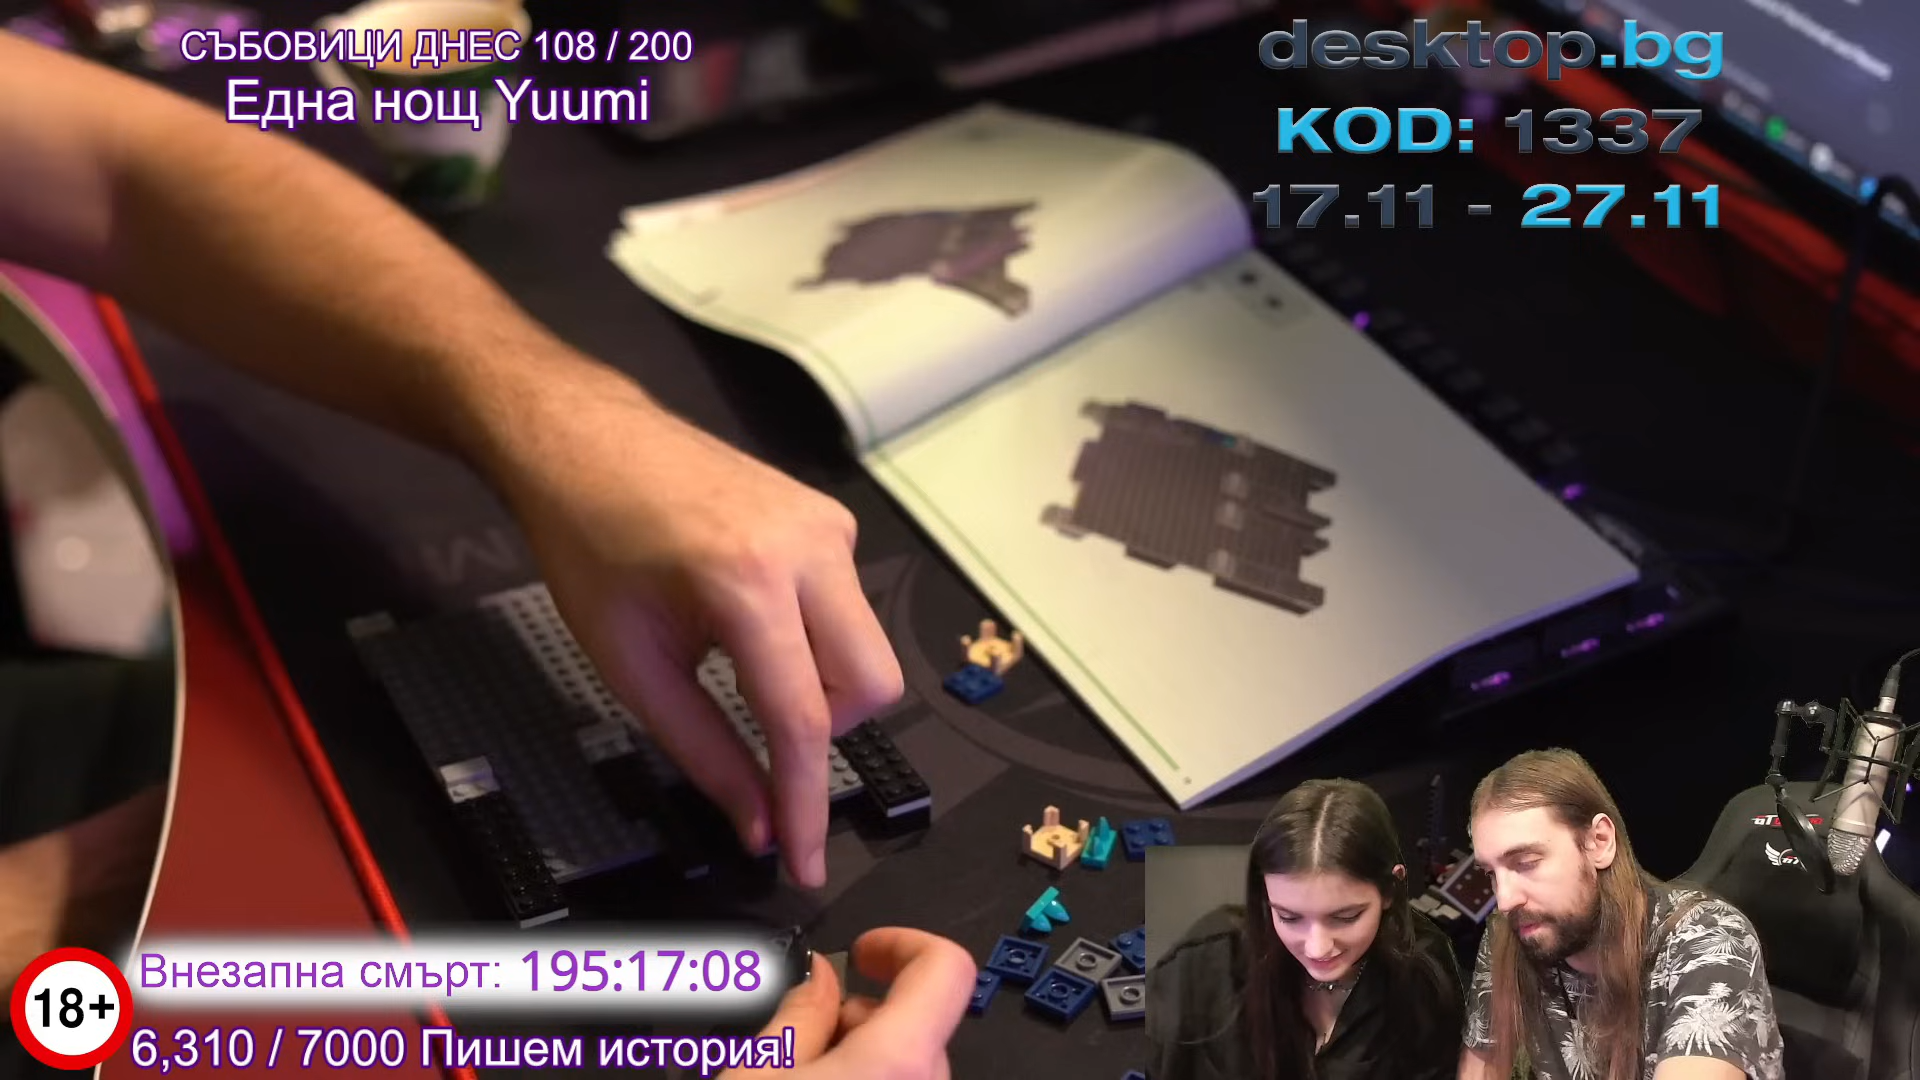 СЪБОВИЦИ ДНЕС 108 / 200
Една нощ Yuumi
desktop.bg
KOD: 1337
17.11 - 27.11
Внезапна смърт: 195:17:08
18+
6,310 / 7000 Пишем история!